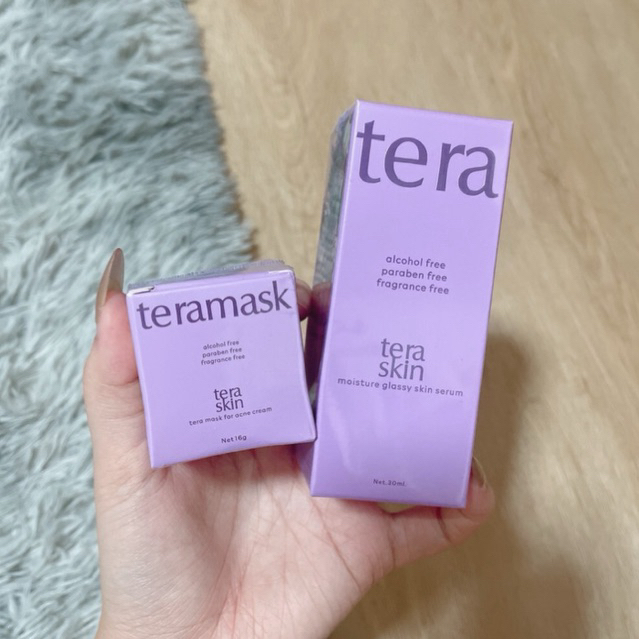 teramask
alcohol free
paraben free
fragrance free
tera
skin
tera mask for acne cream
Net 16g
tera
alcohol free
paraben free
fragrance free
tera
skin
moisture glassy skin serum
Net.30ml